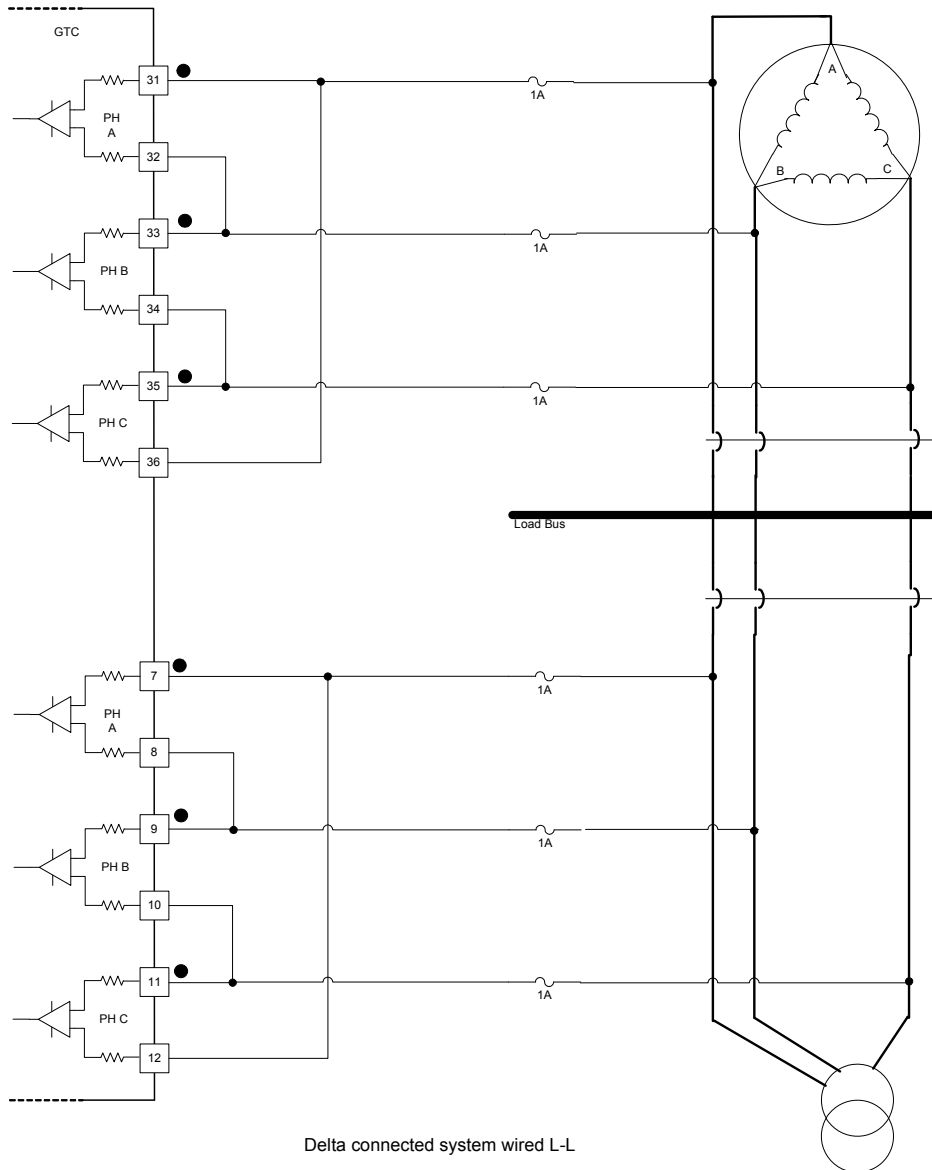 GTC
31
PH
A
32
33
PH B
34
35
PH C
36
1A
1A
1A
A
B
C
Load Bus
7
PH
A
8
9
PH B
10
11
PH C
12
1A
1A
1A
Delta connected system wired L-L